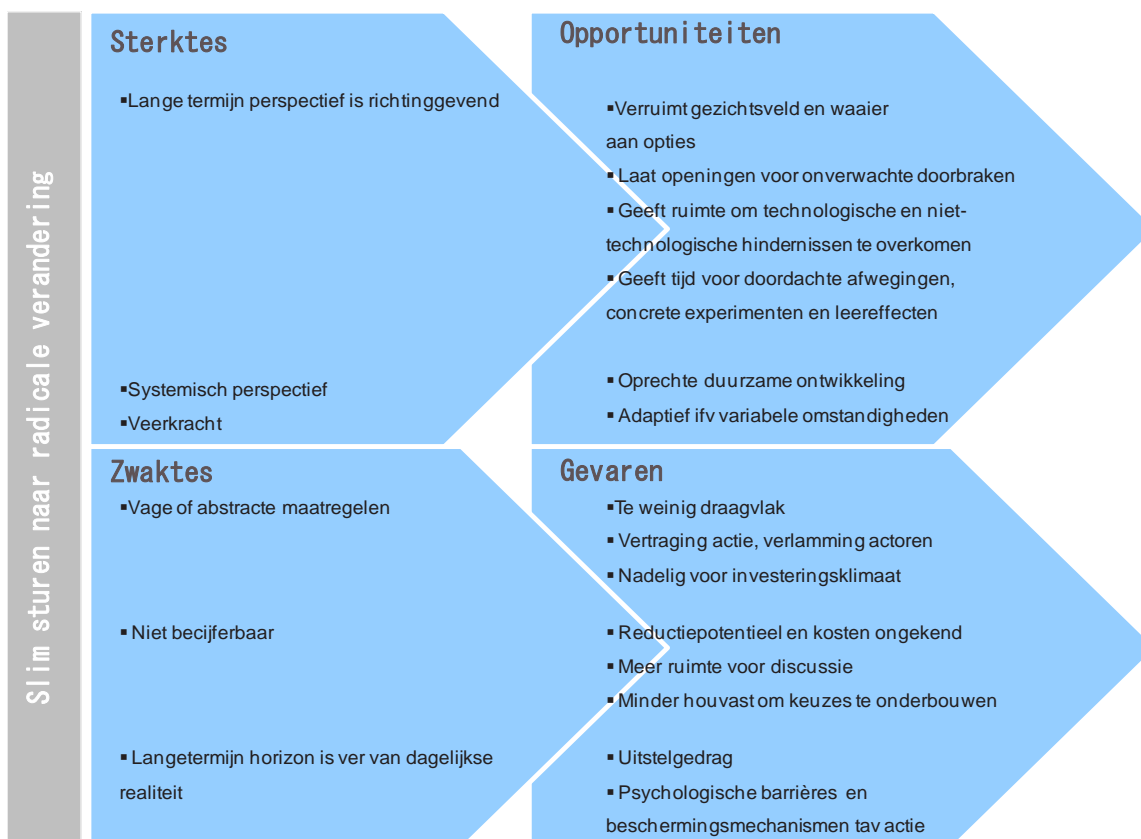 Slim sturen naar radicale verandering
Sterktes
▪Lange termijn perspectief is richtinggevend
▪Systemisch perspectief
▪Veerkracht
Opportuniteiten
▪Verruimt gezichtsveld en waaier
aan opties
▪ Laat openingen voor onverwachte doorbraken
▪ Geeft ruimte om technologische en niet-
technologische hindernissen te overkomen
▪ Geeft tijd voor doordachte afwegingen,
concrete experimenten en leereffecten
▪ Oprechte duurzame ontwikkeling
▪ Adaptief ifv variabele omstandigheden
Zwaktes
▪Vage of abstracte maatregelen
▪ Niet becijferbaar
▪ Langetermijn horizon is ver van dagelijkse
realiteit
Gevaren
▪Te weinig draagvlak
▪ Vertraging actie, verlamming actoren
▪ Nadelig voor investeringsklimaat
▪ Reductiepotentieel en kosten ongekend
▪ Meer ruimte voor discussie
▪ Minder houvast om keuzes te onderbouwen
▪ Uitstelgedrag
▪ Psychologische barrières en
beschermingsmechanismen tav actie